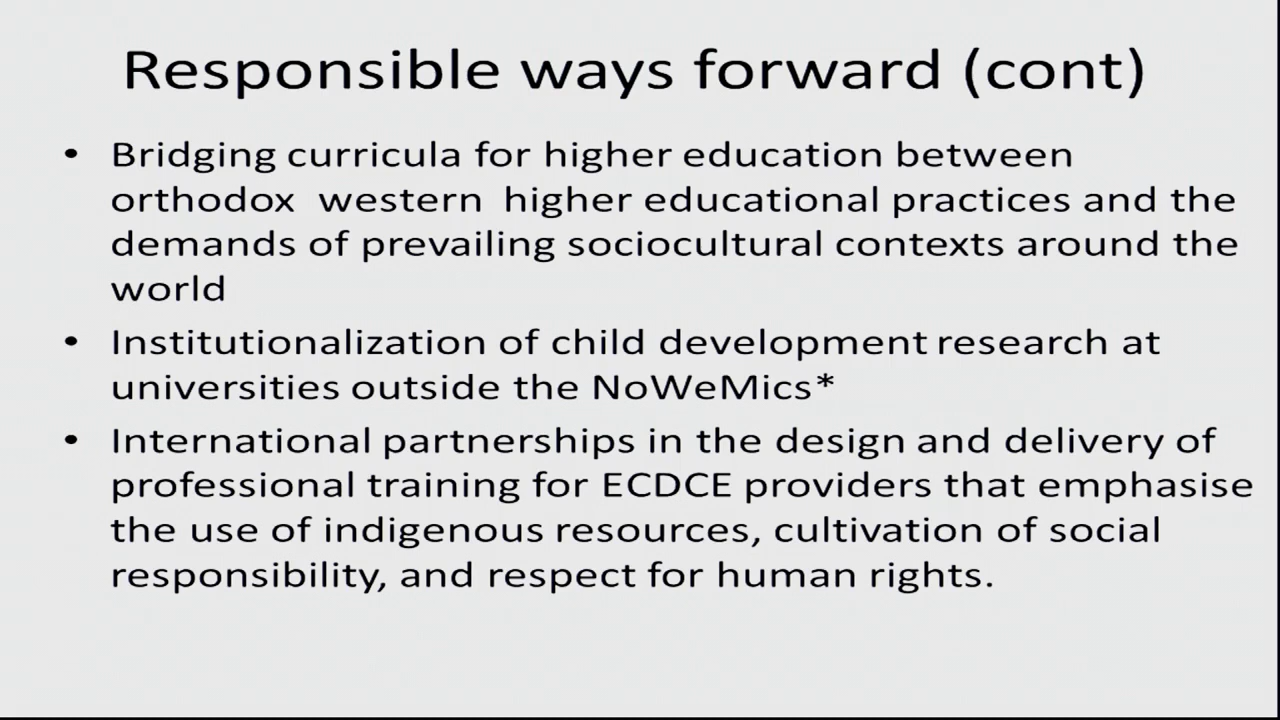 Responsible ways forward (cont)
• Bridging curricula for higher education between
orthodox western higher educational practices and the
demands of prevailing sociocultural contexts around the
world
• Institutionalization of child development research at
universities outside the NoWeMics*
• International partnerships in the design and delivery of
professional training for ECDCE providers that emphasise
the use of indigenous resources, cultivation of social
responsibility, and respect for human rights.